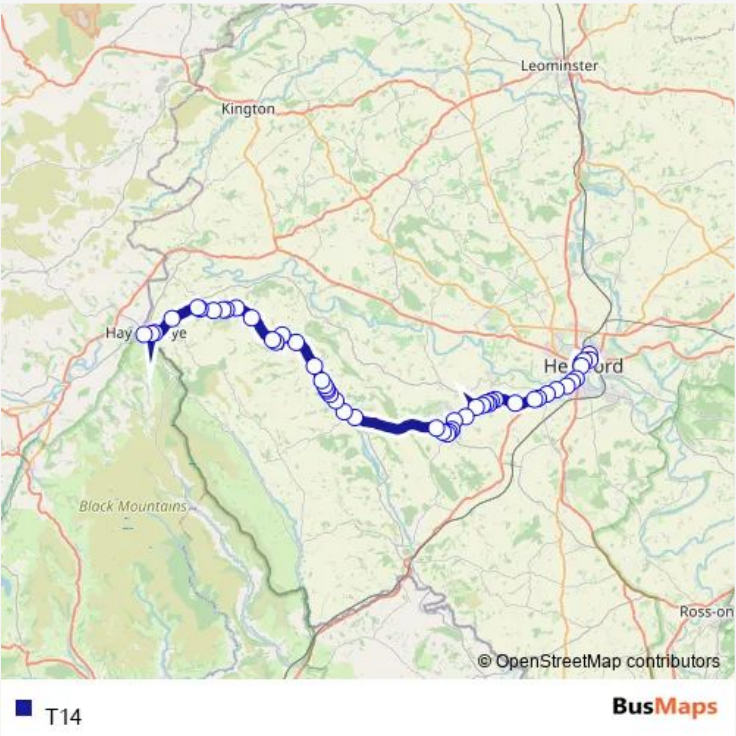 Leominster
Kington
Hay ye
He ford
Black Mountains
Ross-on
© OpenStreetMap contributors
T14
BusMaps